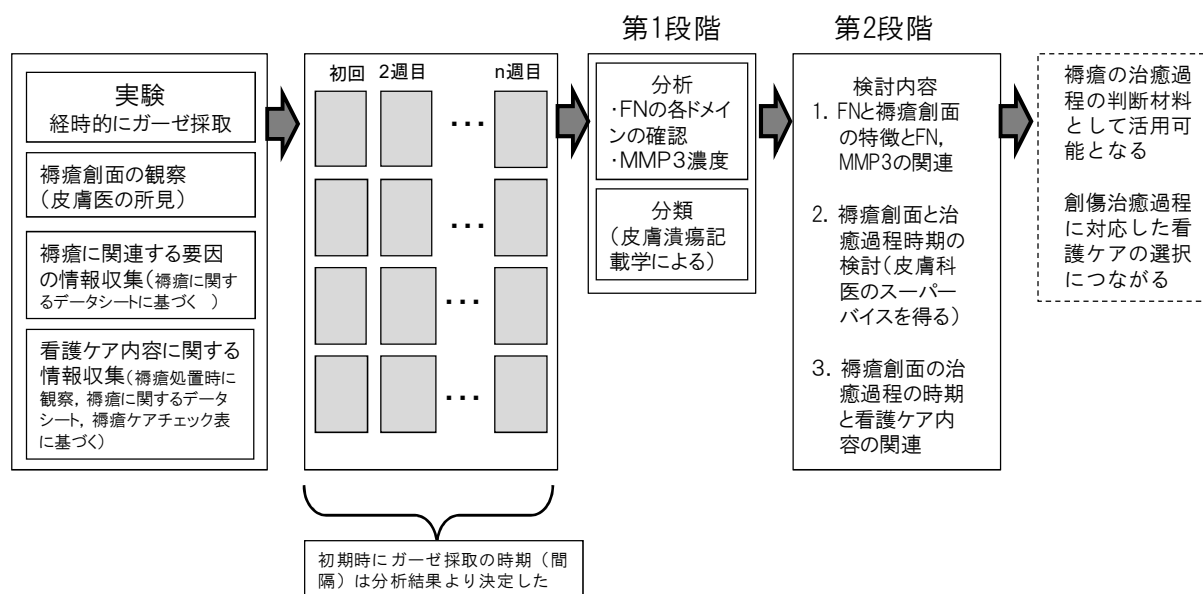 第1段階
第2段階
実験
経時的にガーゼ採取
褥瘡創面の観察
(皮膚医の所見)
褥瘡に関連する要因
の情報収集(褥瘡に関す
るデータシートに基づく　)
看護ケア内容に関する
情報収集(褥瘡処置時に
観察, 褥瘡に関するデータ
シート, 褥瘡ケアチェック表
に基づく)
初回 2週目 n週目
･･･
･･･
･･･
･･･
初期時にガーゼ採取の時期（間
隔）は分析結果より決定した
分析
･FNの各ドメイ
ンの確認
･MMP3濃度
分類
(皮膚潰瘍記
載学による)
検討内容
1. FNと褥瘡創面
の特徴とFN,
MMP3の関連
2. 褥瘡創面と治
癒過程時期の
検討(皮膚科
医のスーパー
バイスを得る)
3. 褥瘡創面の治
癒過程の時期
と看護ケア内
容の関連
褥瘡の治癒過
程の判断材料
として活用可
能となる
創傷治癒過程
に対応した看
護ケアの選択
につながる